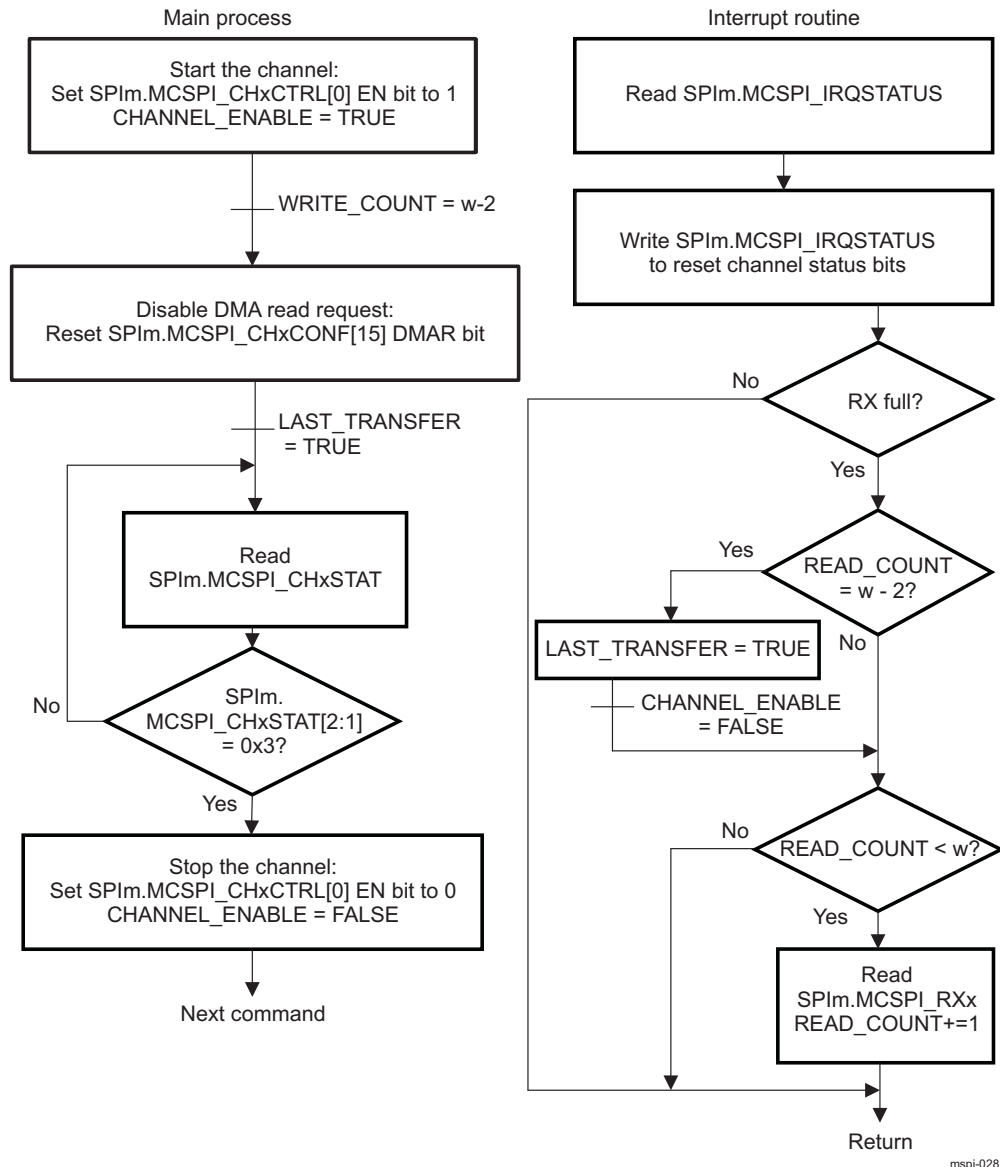 Main process
Start the channel:
Set SPIm.MCSPI_CHxCTRL[0] EN bit to 1
CHANNEL_ENABLE = TRUE
WRITE_COUNT = w-2
Disable DMA read request:
Reset SPIm.MCSPI_CHxCONF[15] DMAR bit
LAST_TRANSFER
= TRUE
Read
SPIm.MCSPI_CHxSTAT
SPIm.
MCSPI_CHxSTAT[2:1]
= 0x3?
No
Yes
Stop the channel:
Set SPIm.MCSPI_CHxCTRL[0] EN bit to 0
CHANNEL_ENABLE = FALSE
Next command
Interrupt routine
Read SPIm.MCSPI_IRQSTATUS
Write SPIm.MCSPI_IRQSTATUS
to reset channel status bits
No
RX full?
Yes
Yes
READ_COUNT
= w - 2?
No
LAST_TRANSFER = TRUE
CHANNEL_ENABLE
= FALSE
No
READ_COUNT < w?
Yes
Read
SPIm.MCSPI_RXx
READ_COUNT+=1
Return
mspi-028